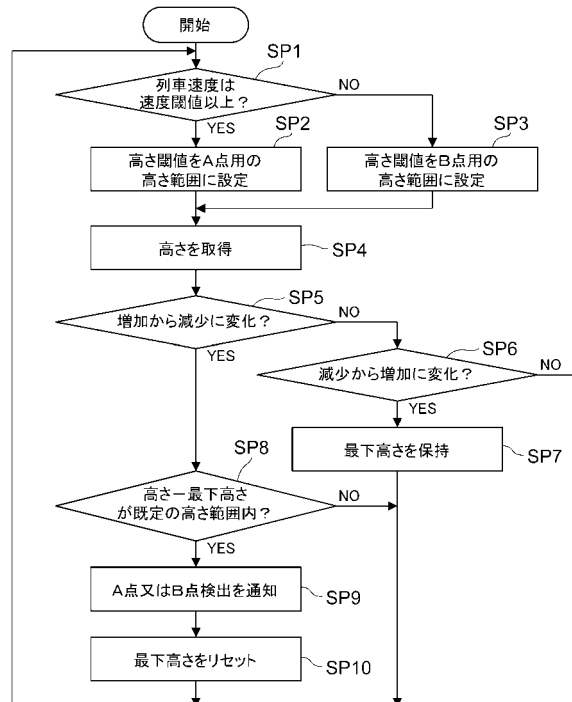 開始
SP1
列車速度は
速度閾値以上?
NO
YES
SP2
高さ閾値をA点用の
高さ範囲に設定
SP3
高さ閾値をB点用の
高さ範囲に設定
高さを取得
SP4
SP5
増加から減少に変化?
NO
YES
SP6
減少から増加に変化?
NO
YES
最下高さを保持
SP7
SP8
高さー最下高さ
が既定の高さ範囲内?
NO
YES
A点又はB点検出を通知
SP9
最下高さをリセット
SP10